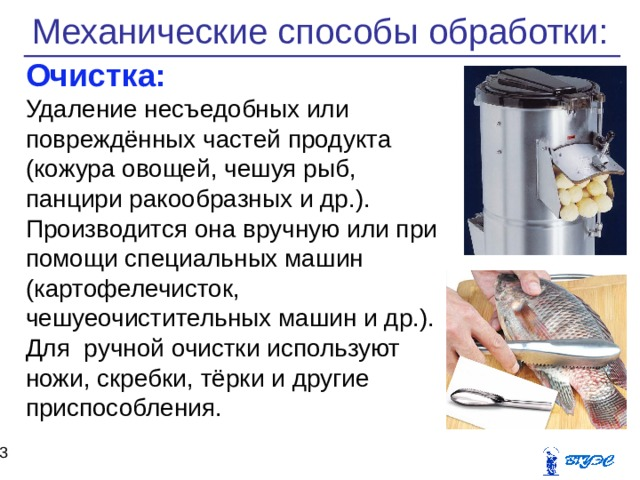 Механические способы обработки:
Очистка:
Удаление несъедобных или
повреждённых частей продукта
(кожура овощей, чешуя рыб,
панцири ракообразных и др.).
Производится она вручную или при
помощи специальных машин
(картофелечисток,
чешуеочистительных машин и др.).
Для  ручной очистки используют
ножи, скребки, тёрки и другие
приспособления.
3
ВГУЭС